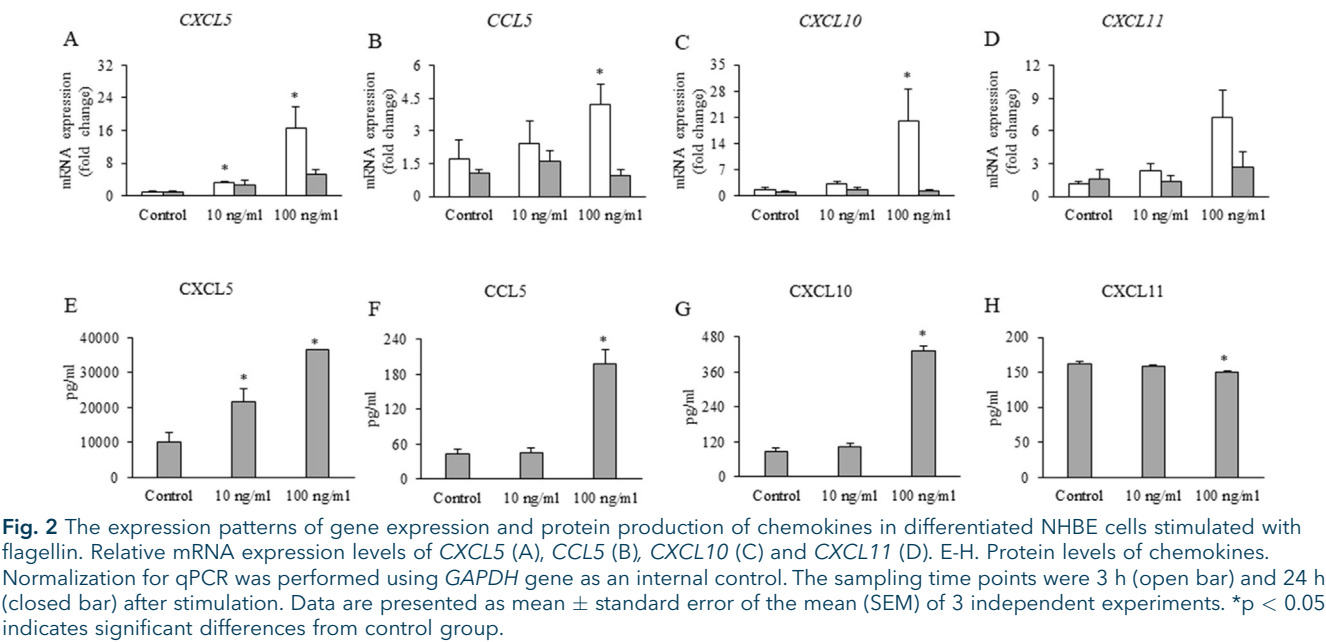 CXCL5 CCL5 CXCL10 CXCL11
A B C D
mRNA expression
(fold change)
32
24
16
8
0
*
*
Control 10 ng/ml 100 ng/ml
mRNA expression
(fold change)
6
4.5
3
1.5
0
*
Control 10 ng/ml 100 ng/ml
mRNA expression
(fold change)
35
28
21
14
7
0
*
Control 10 ng/ml 100 ng/ml
mRNA expression
(fold change)
12
9
6
3
0
Control 10 ng/ml 100 ng/ml
CXCL5 CCL5 CXCL10 CXCL11
E F G H
pg/ml
40000
30000
20000
10000
0
*
*
Control 10 ng/ml 100 ng/ml
pg/ml
240
180
120
60
0
*
Control 10 ng/ml 100 ng/ml
pg/ml
480
360
240
120
0
*
Control 10 ng/ml 100 ng/ml
pg/ml
200
150
100
50
0
*
Control 10 ng/ml 100 ng/ml
Fig. 2 The expression patterns of gene expression and protein production of chemokines in differentiated NHBE cells stimulated with
flagellin. Relative mRNA expression levels of CXCL5 (A), CCL5 (B), CXCL10 (C) and CXCL11 (D). E-H. Protein levels of chemokines.
Normalization for qPCR was performed using GAPDH gene as an internal control. The sampling time points were 3 h (open bar) and 24 h
(closed bar) after stimulation. Data are presented as mean ± standard error of the mean (SEM) of 3 independent experiments. *p < 0.05
indicates significant differences from control group.